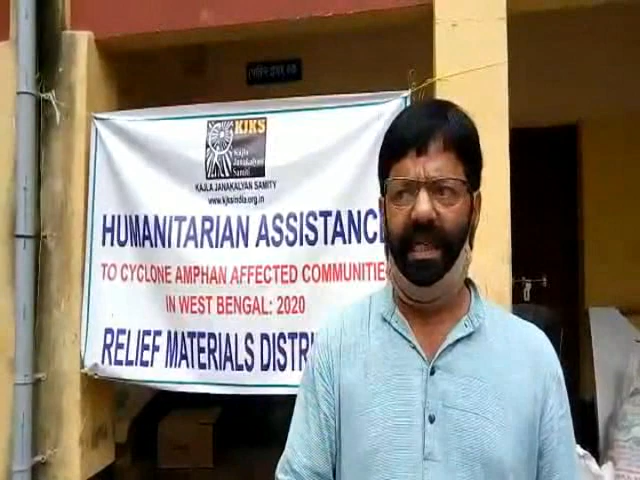 KJKS
Kajla
Janakalyan
Samiti
KAJLA JANAKALYAN SAMITY
www.kjksindia.org.in
HUMANITARIAN ASSISTANC
TO CYCLONE AMPHAN AFFECTED COMMUNITIE
IN WEST BENGAL: 2020
RELIEF MATERIALS DISTRI